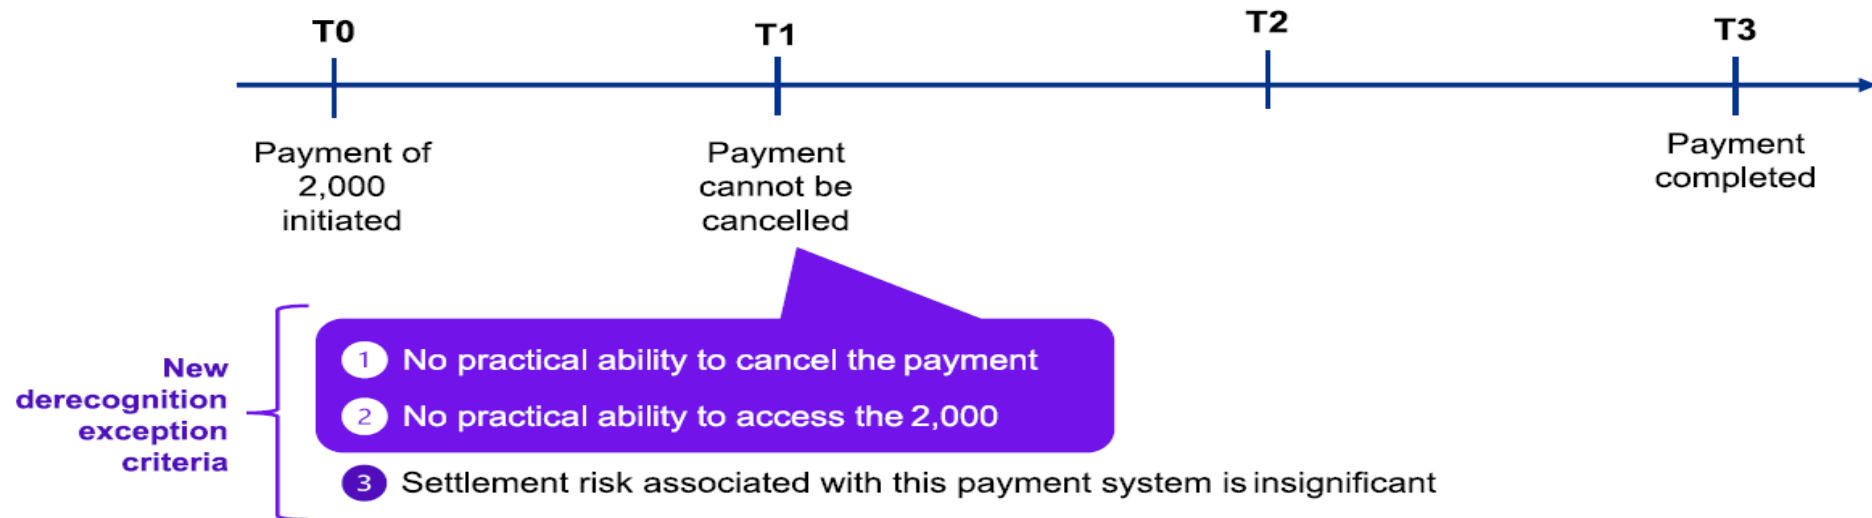 T0
T1
T2
T3
Payment of
2,000
initiated
Payment
cannot be
cancelled
Payment
completed
New
derecognition
exception
criteria
1 No practical ability to cancel the payment
2 No practical ability to access the 2,000
3 Settlement risk associated with this payment system is insignificant